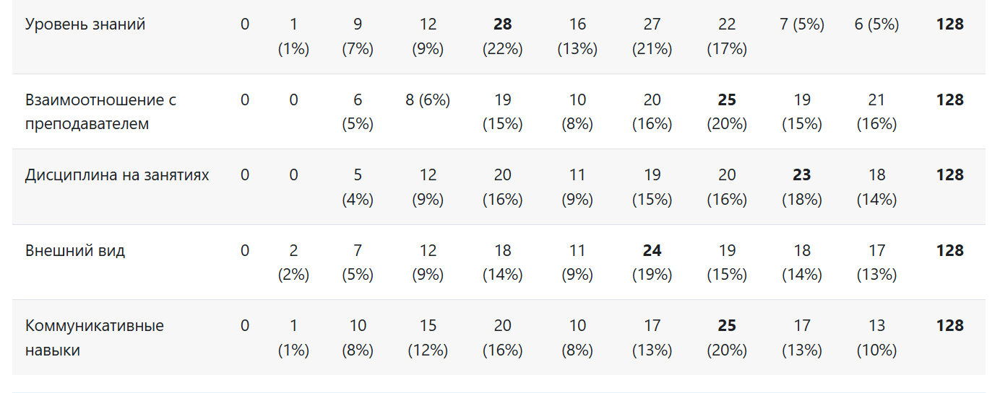 Уровень знаний 0 1 9 12 28 16 27 22 7 (5%) 6 (5%) 128
(1%) (7%) (9%) (22%) (13%) (21%) (17%)
Взаимоотношение с 0 0 6 8 (6%) 19 10 20 25 19 21 128
преподавателем (5%) (15%) (8%) (16%) (20%) (15%) (16%)
Дисциплина на занятиях 0 0 5 12 20 11 19 20 23 18 128
(4%) (9%) (16%) (9%) (15%) (16%) (18%) (14%)
Внешний вид 0 2 7 12 18 11 24 19 18 17 128
(2%) (5%) (9%) (14%) (9%) (19%) (15%) (14%) (13%)
Коммуникативные 0 1 10 15 20 10 17 25 17 13 128
навыки (1%) (8%) (12%) (16%) (8%) (13%) (20%) (13%) (10%)